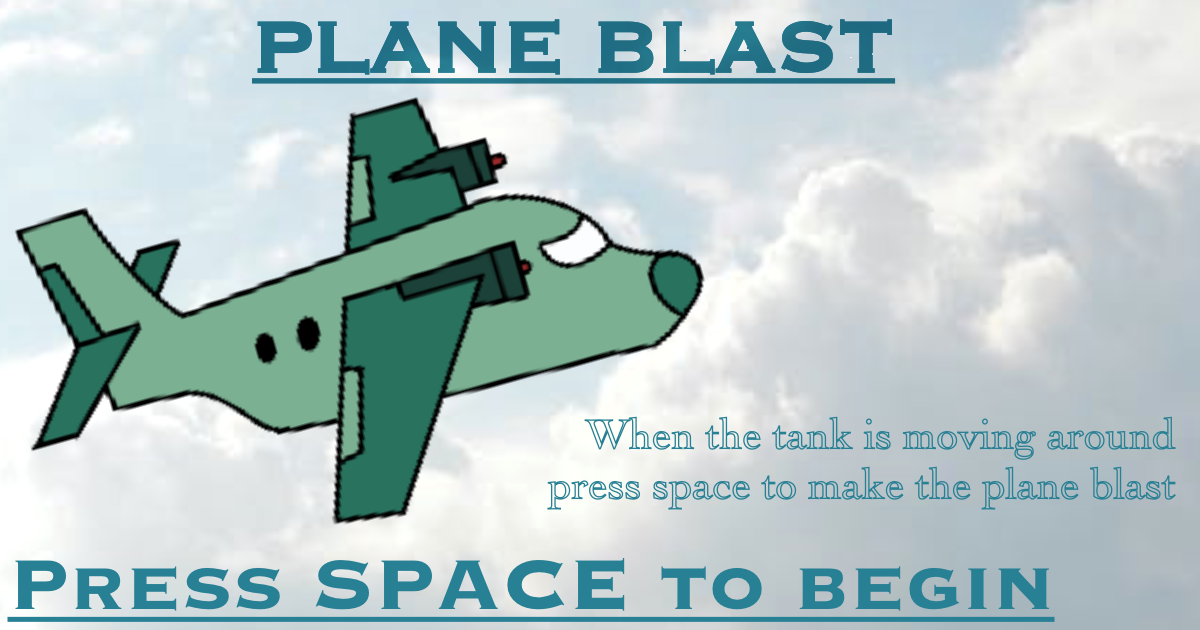 PLANE BLAST
When the tank is moving around
press space to make the plane blast
Press SPACE to begin